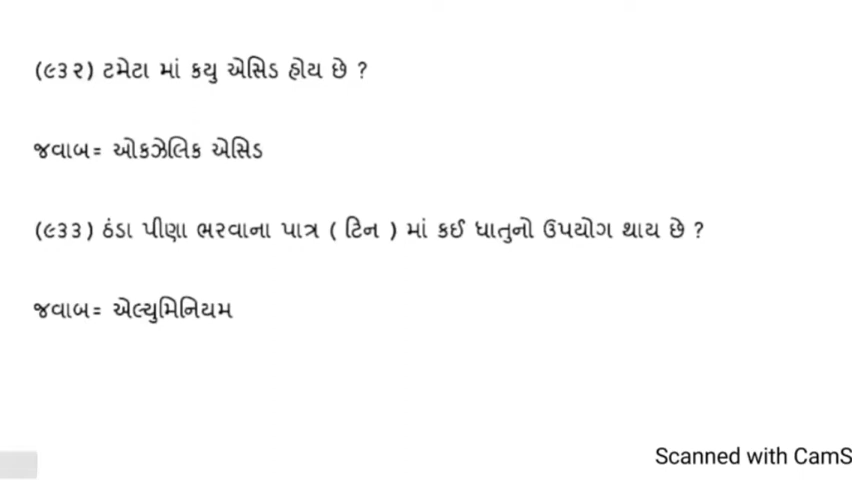 (૯૩૨) ટમેટા માં કયુ એસિડ હોય છે ?
જવાબ= ઓકઝેલિક એસિડ
(૯૩૩) ઠંડા પીણા ભરવાના પાત્ર ( ટિન ) માં કઈ ધાતુનો ઉપયોગ થાય છે ?
જવાબ= એલ્યુમિનિયમ
Scanned with CamS